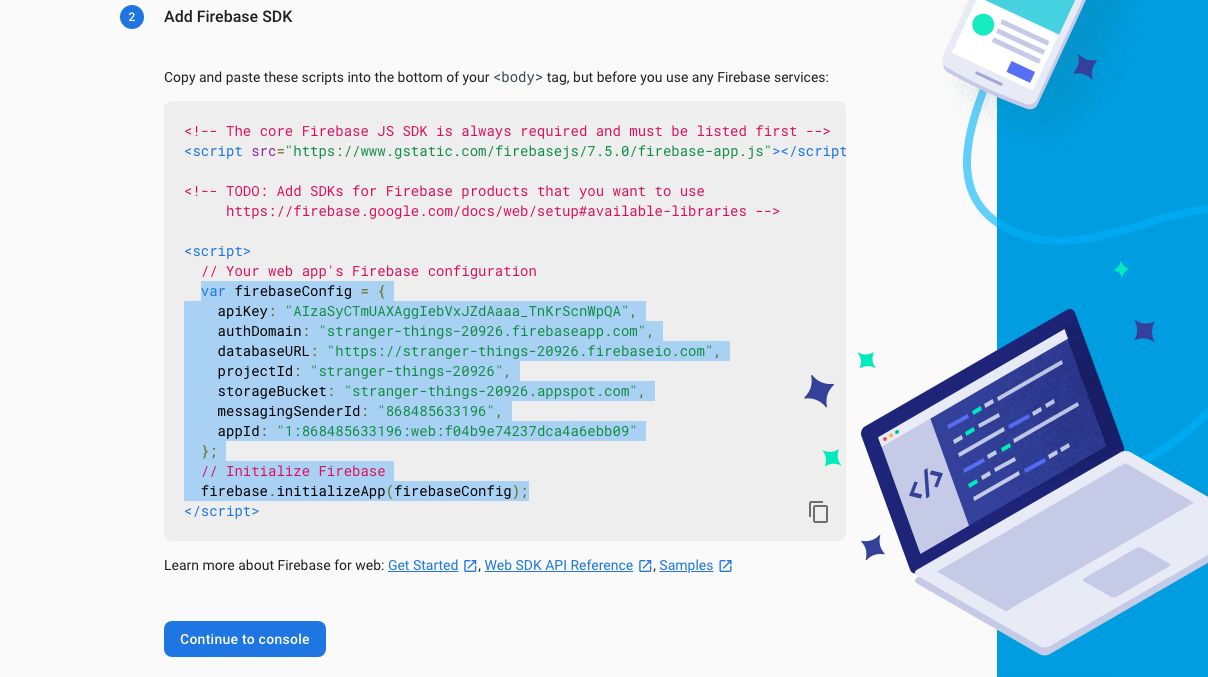 2 Add Firebase SDK
Copy and paste these scripts into the bottom of your <body> tag, but before you use any Firebase services:
<!-- The core Firebase JS SDK is always required and must be listed first -->
<script src="https://www.gstatic.com/firebasejs/7.5.0/firebase-app.js"></script
<!-- TODO: Add SDKs for Firebase products that you want to use
https://firebase.google.com/docs/web/setup#available-libraries -->
<script>
// Your web app's Firebase configuration
var firebaseConfig = {
apiKey: "AIzaSyCTmUAXAggIebVxJZdAaaa_TnKrScnWpQA",
authDomain: "stranger-things-20926.firebaseapp.com",
databaseURL: "https://stranger-things-20926.firebaseio.com",
projectId: "stranger-things-20926",
storageBucket: "stranger-things-20926.appspot.com",
messagingSenderId: "868485633196",
appId: "1:868485633196:web:f04b9e74237dca4a6ebb09"
};
// Initialize Firebase
firebase.initializeApp(firebaseConfig);
</script>
Learn more about Firebase for web: Get Started, Web SDK API Reference, Samples
Continue to console
</>